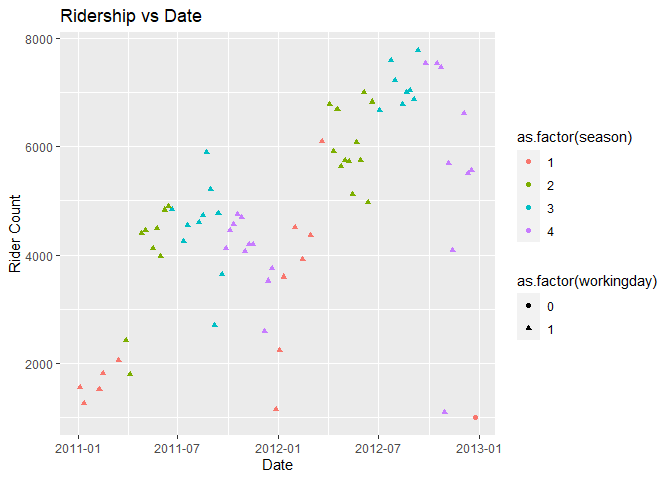 Ridership vs Date
8000
6000
4000
2000
Rider Count
2011-01 2011-07 2012-01 2012-07 2013-01
Date
as.factor(season)
1
2
3
4
as.factor(workingday)
0
1